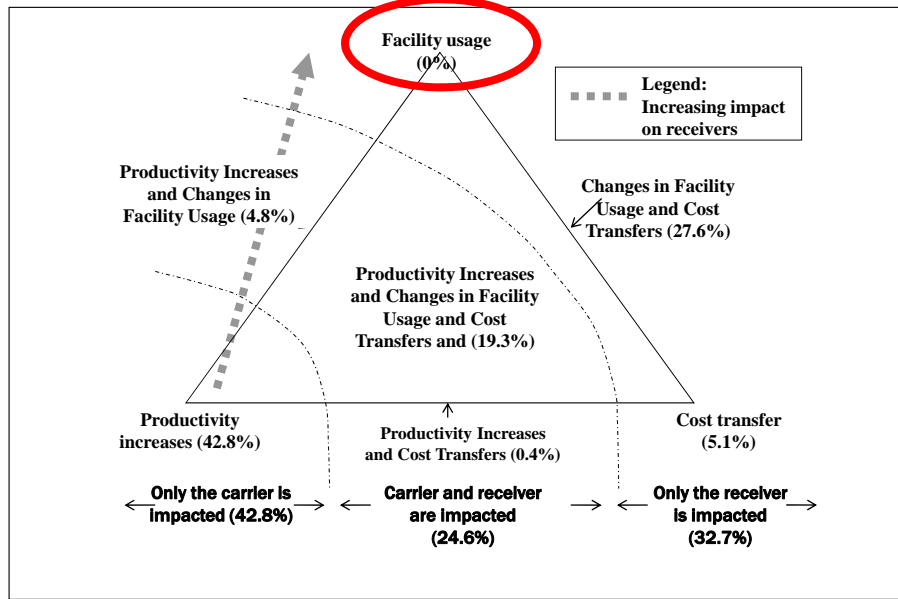 Facility usage
(0%)
Legend:
Increasing impact
on receivers
Productivity Increases
and Changes in
Facility Usage (4.8%)
Changes in Facility
Usage and Cost
Transfers (27.6%)
Productivity Increases
and Changes in Facility
Usage and Cost
Transfers and (19.3%)
Productivity
increases (42.8%)
Productivity Increases
and Cost Transfers (0.4%)
Cost transfer
(5.1%)
Only the carrier is
impacted (42.8%)
Carrier and receiver
are impacted
(24.6%)
Only the receiver
is impacted
(32.7%)